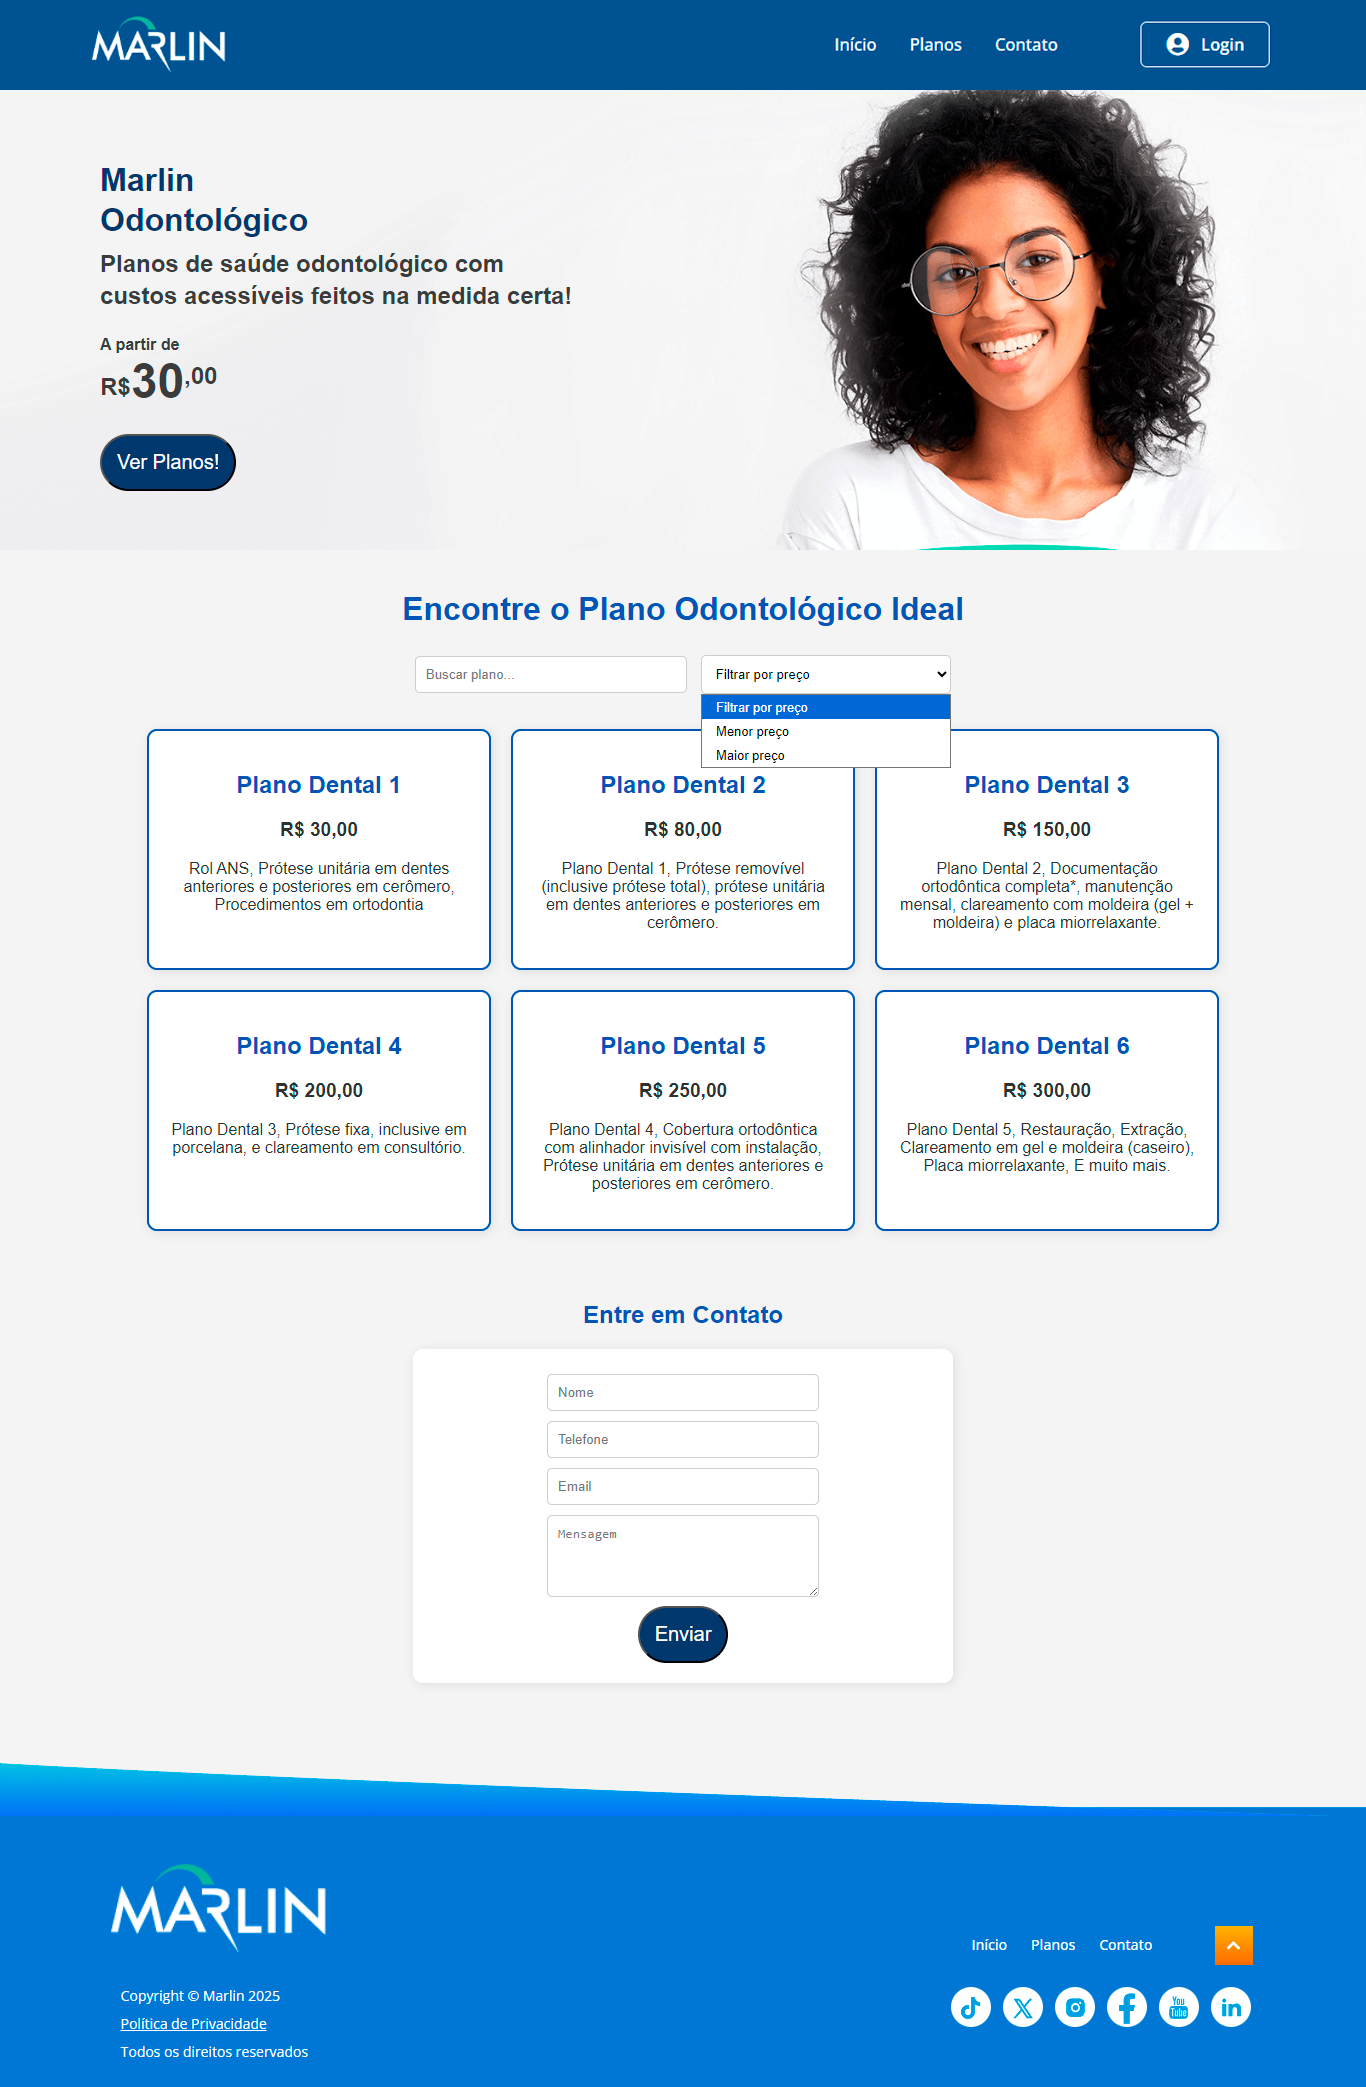 MARLIN
Início
Planos
Contato
Login
Marlin
Odontológico
Planos de saúde odontológico com
custos acessíveis feitos na medida certa!
A partir de
R$30,00
Ver Planos!
Encontre o Plano Odontológico Ideal
Buscar plano...
Filtrar por preço
Filtrar por preço
Menor preço
Maior preço
Plano Dental 1
R$ 30,00
Rol ANS, Prótese unitária em dentes
anteriores e posteriores em cerômero,
Procedimentos em ortodontia
Plano Dental 2
R$ 80,00
Plano Dental 1, Prótese removível
(inclusive prótese total), prótese unitária
em dentes anteriores e posteriores em
cerômero.
Plano Dental 3
R$ 150,00
Plano Dental 2, Documentação
ortodôntica completa*, manutenção
mensal, clareamento com moldeira (gel +
moldeira) e placa miorrelaxante.
Plano Dental 4
R$ 200,00
Plano Dental 3, Prótese fixa, inclusive em
porcelana, e clareamento em consultório.
Plano Dental 5
R$ 250,00
Plano Dental 4, Cobertura ortodôntica
com alinhador invisível com instalação,
Prótese unitária em dentes anteriores e
posteriores em cerômero.
Plano Dental 6
R$ 300,00
Plano Dental 5, Restauração, Extração,
Clareamento em gel e moldeira (caseiro),
Placa miorrelaxante, E muito mais.
Entre em Contato
Nome
Telefone
Email
Mensagem
Enviar
MARLIN
Início
Planos
Contato
Copyright © Marlin 2025
Política de Privacidade
Todos os direitos reservados
You
Tube
in